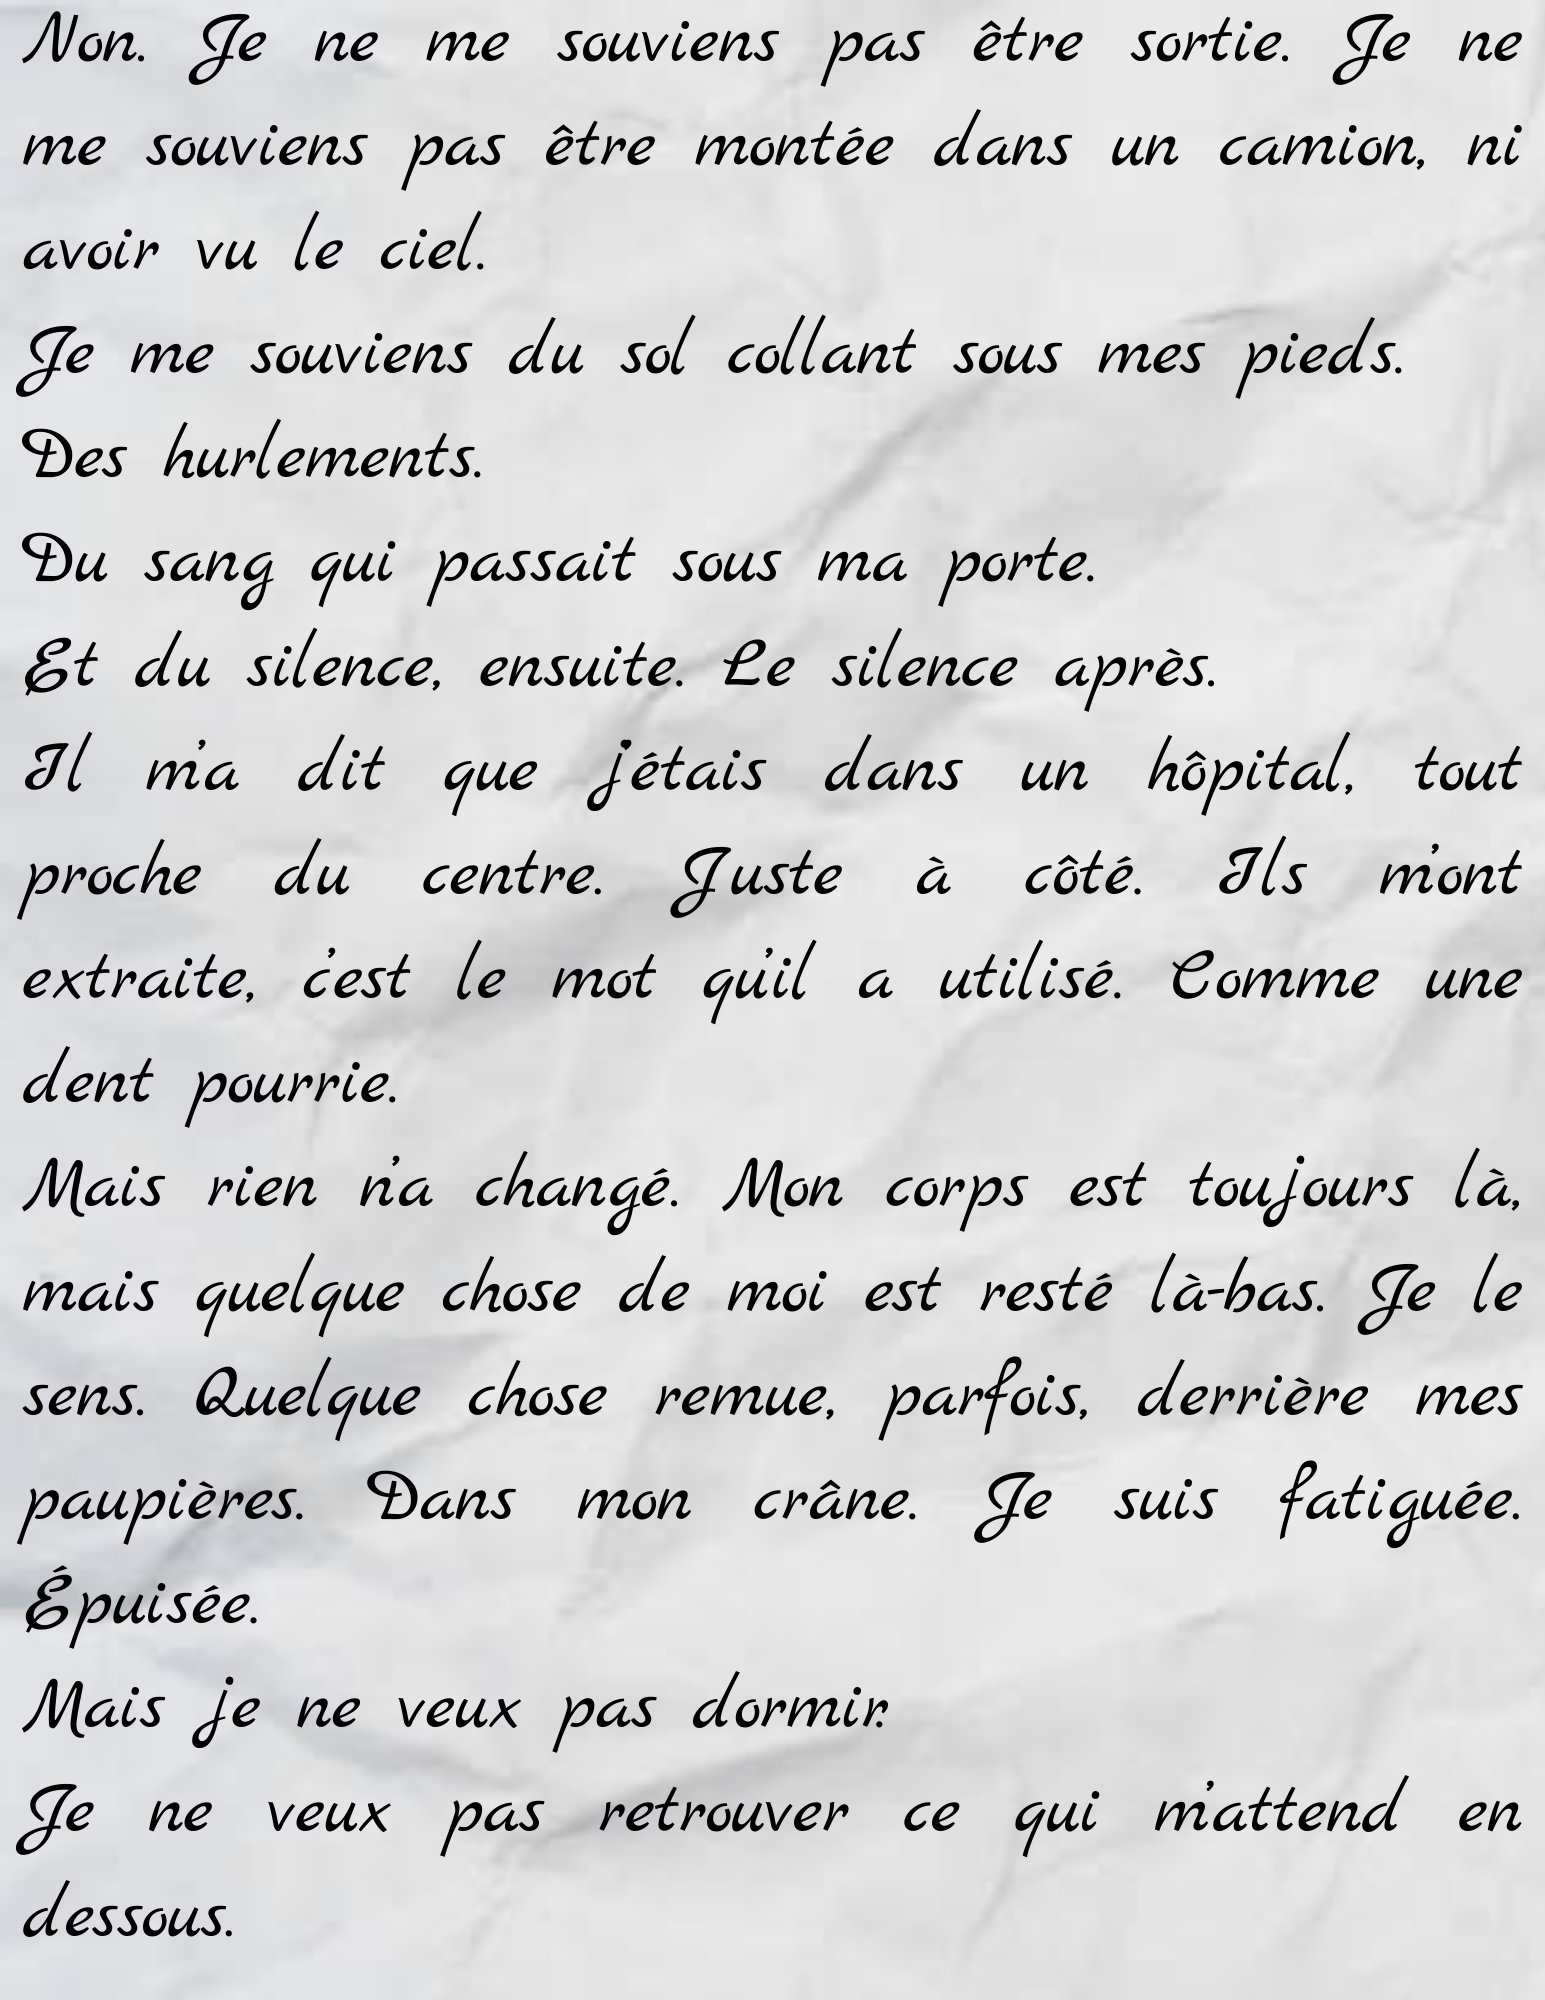 Non. Je ne me souviens pas être sortie. Je ne
me souviens pas être montée dans un camion, ni
avoir vu le ciel.
Je me souviens du sol collant sous mes pieds.
Des hurlements.
Du sang qui passait sous ma porte.
Et du silence, ensuite. Le silence après.
Il m'a dit que j'étais dans un hôpital, tout
proche du centre. Juste à côté. Ils m'ont
extraite, c'est le mot qu'il a utilisé. Comme une
dent pourrie.
Mais rien n'a changé. Mon corps est toujours là,
mais quelque chose de moi est resté là-bas. Je le
sens. Quelque chose remue, parfois, derrière mes
paupières. Dans mon crâne. Je suis fatiguée.
Épuisée.
Mais je ne veux pas dormir.
Je ne veux pas retrouver ce qui m'attend en
dessous.